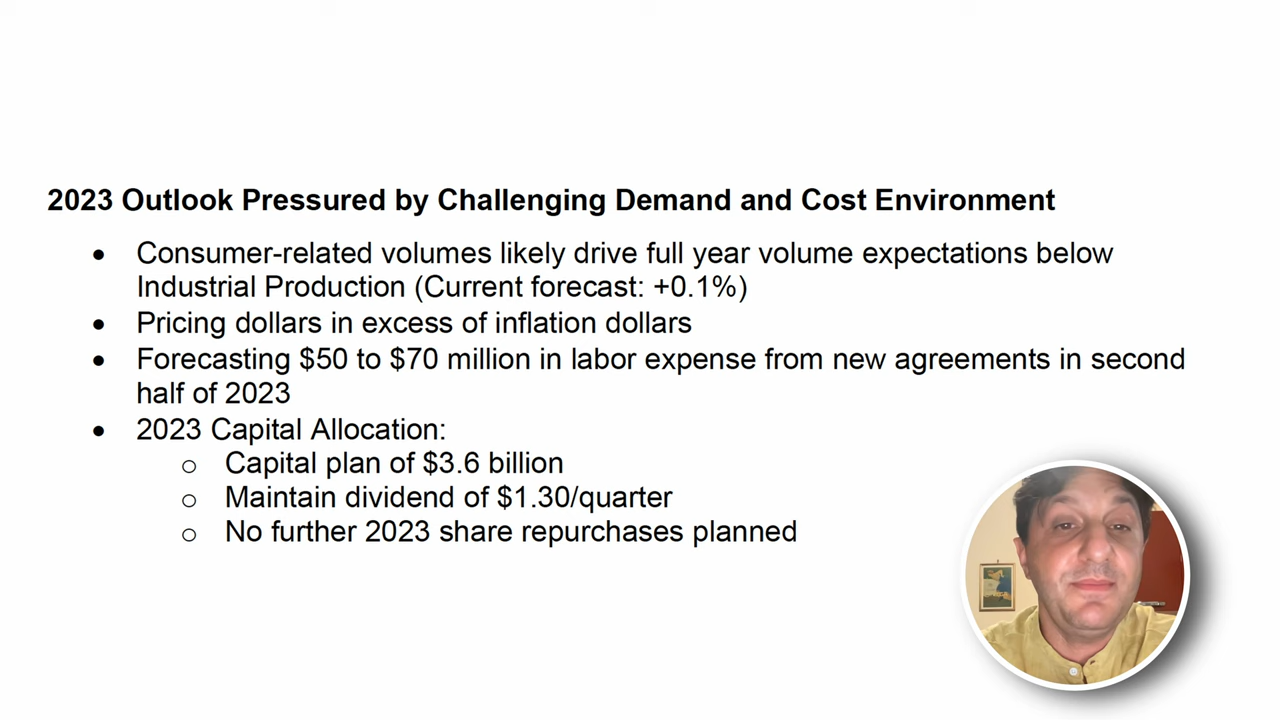 2023 Outlook Pressured by Challenging Demand and Cost Environment
• Consumer-related volumes likely drive full year volume expectations below
Industrial Production (Current forecast: +0.1%)
• Pricing dollars in excess of inflation dollars
• Forecasting $50 to $70 million in labor expense from new agreements in second
half of 2023
• 2023 Capital Allocation:
o Capital plan of $3.6 billion
o Maintain dividend of $1.30/quarter
o No further 2023 share repurchases planned